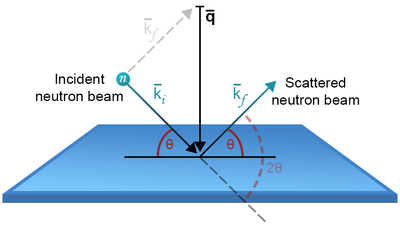 k̅f
q̅
Incident
neutron beam
n
k̅i
k̅f
Scattered
neutron beam
θ
θ
2θ